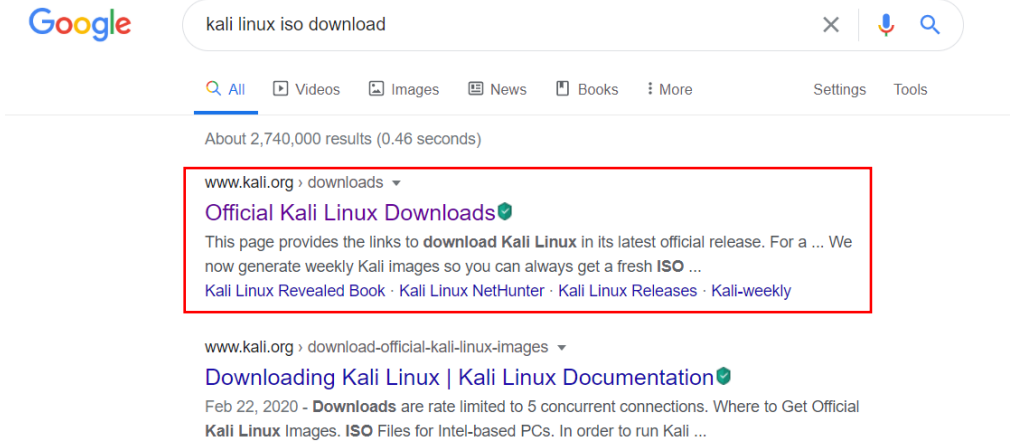 Google
kali linux iso download
All Videos Images News Books More Settings Tools
About 2,740,000 results (0.46 seconds)
www.kali.org › downloads
Official Kali Linux Downloads
This page provides the links to download Kali Linux in its latest official release. For a ... We
now generate weekly Kali images so you can always get a fresh ISO ...
Kali Linux Revealed Book · Kali Linux NetHunter · Kali Linux Releases · Kali-weekly
www.kali.org › download-official-kali-linux-images
Downloading Kali Linux | Kali Linux Documentation
Feb 22, 2020 - Downloads are rate limited to 5 concurrent connections. Where to Get Official
Kali Linux Images. ISO Files for Intel-based PCs. In order to run Kali ...